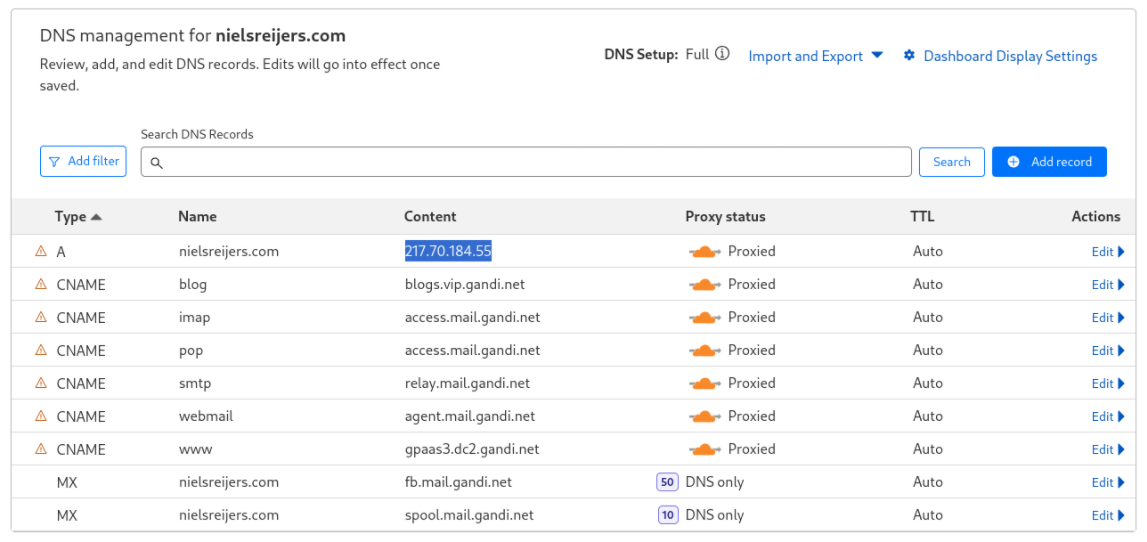 DNS management for nielsreijers.com
Review, add, and edit DNS records. Edits will go into effect once
saved.
DNS Setup: Full Import and Export Dashboard Display Settings
Search DNS Records
Add filter Search Add record
Type Name Content Proxy status TTL Actions
A nielsreijers.com 217.70.184.55 Proxied Auto Edit
CNAME blog blogs.vip.gandi.net Proxied Auto Edit
CNAME imap access.mail.gandi.net Proxied Auto Edit
CNAME pop access.mail.gandi.net Proxied Auto Edit
CNAME smtp relay.mail.gandi.net Proxied Auto Edit
CNAME webmail agent.mail.gandi.net Proxied Auto Edit
CNAME www gpaas3.dc2.gandi.net Proxied Auto Edit
MX nielsreijers.com fb.mail.gandi.net 50 DNS only Auto Edit
MX nielsreijers.com spool.mail.gandi.net 10 DNS only Auto Edit